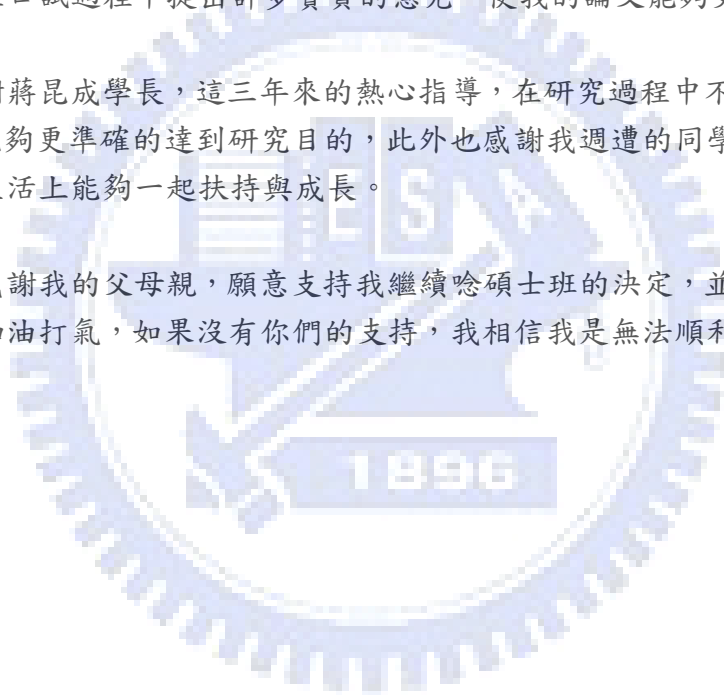 口試過程中提出許多寶貴的意見，使我的論文能夠
蔣昆成學長，這三年來的熱心指導，在研究過程中不
夠更準確的達到研究目的，此外也感謝我週遭的同學
活上能夠一起扶持與成長。
謝我的父母親，願意支持我繼續唸碩士班的決定，並
油打氣，如果沒有你們的支持，我相信我是無法順利
E S A
1896